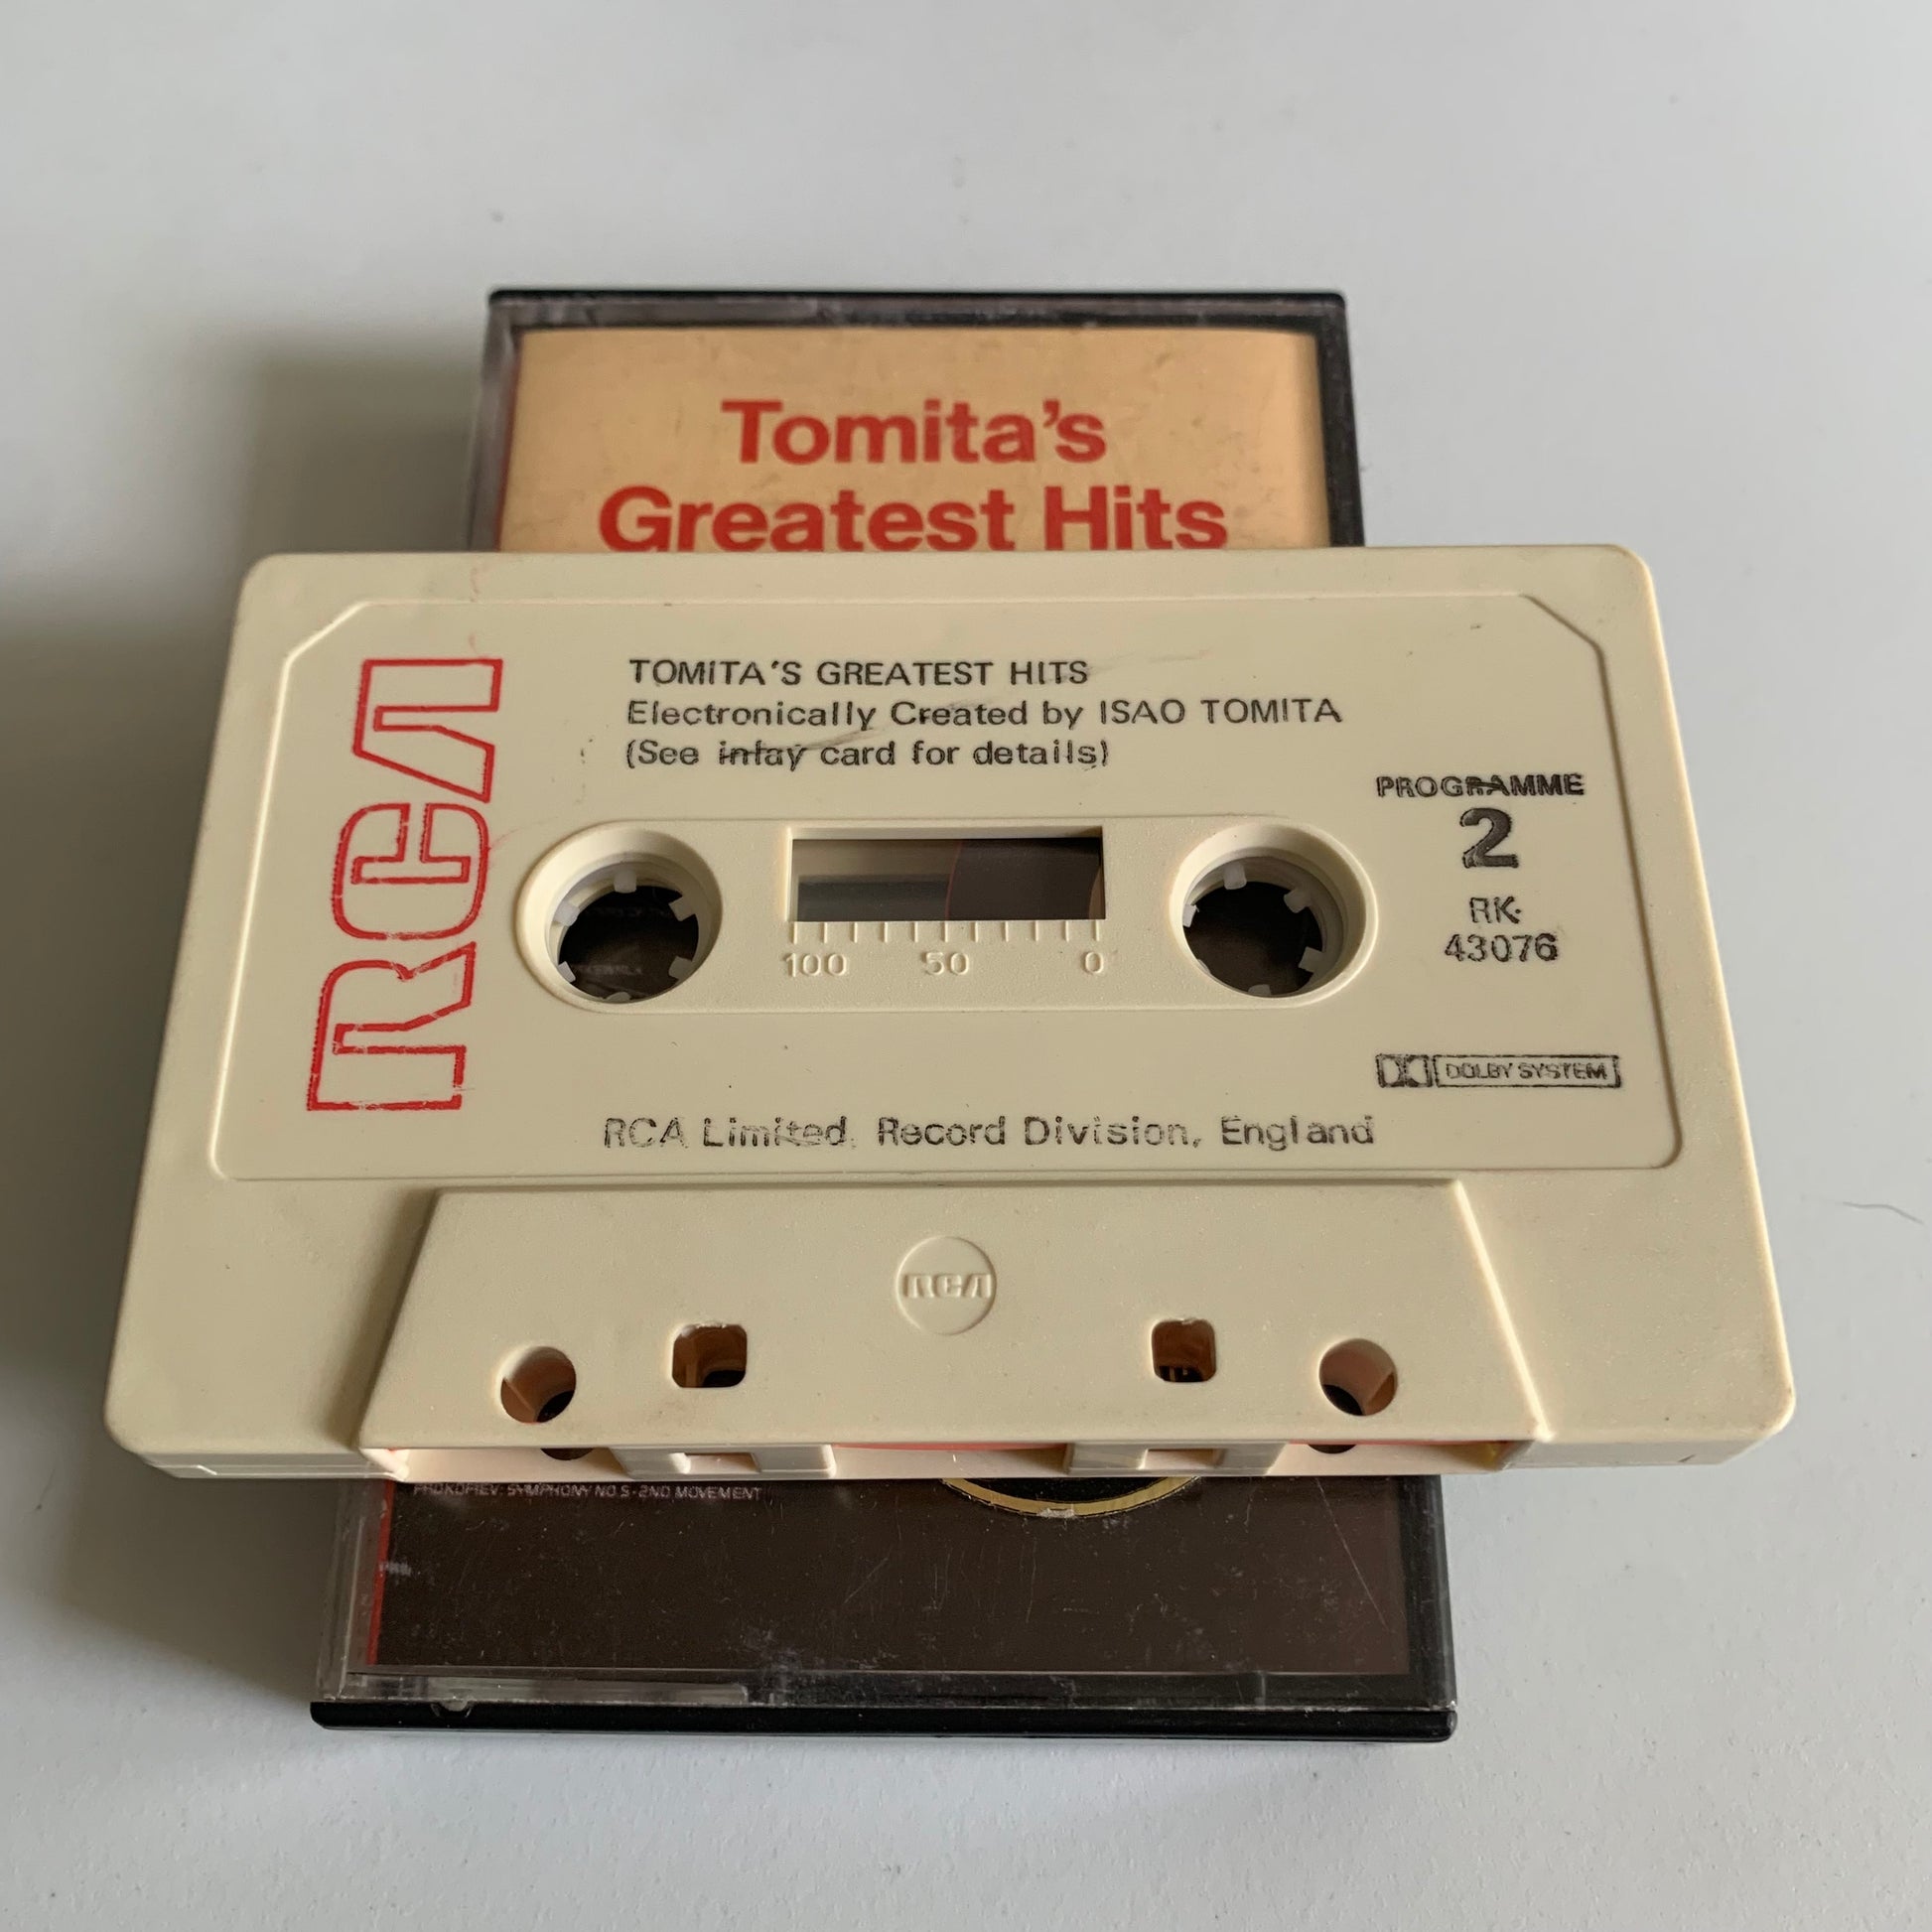 Tomita's
Greatest Hits
RCA
TOMITA'S GREATEST HITS
Electronically Created by ISAO TOMITA
(See inlay card for details)
PROGRAMME
2
RK
43076
100 50 0
DOLBY SYSTEM
RCA Limited, Record Division, England
RCA
PROKOFIEV: SYMPHONY NO.5-2ND MOVEMENT